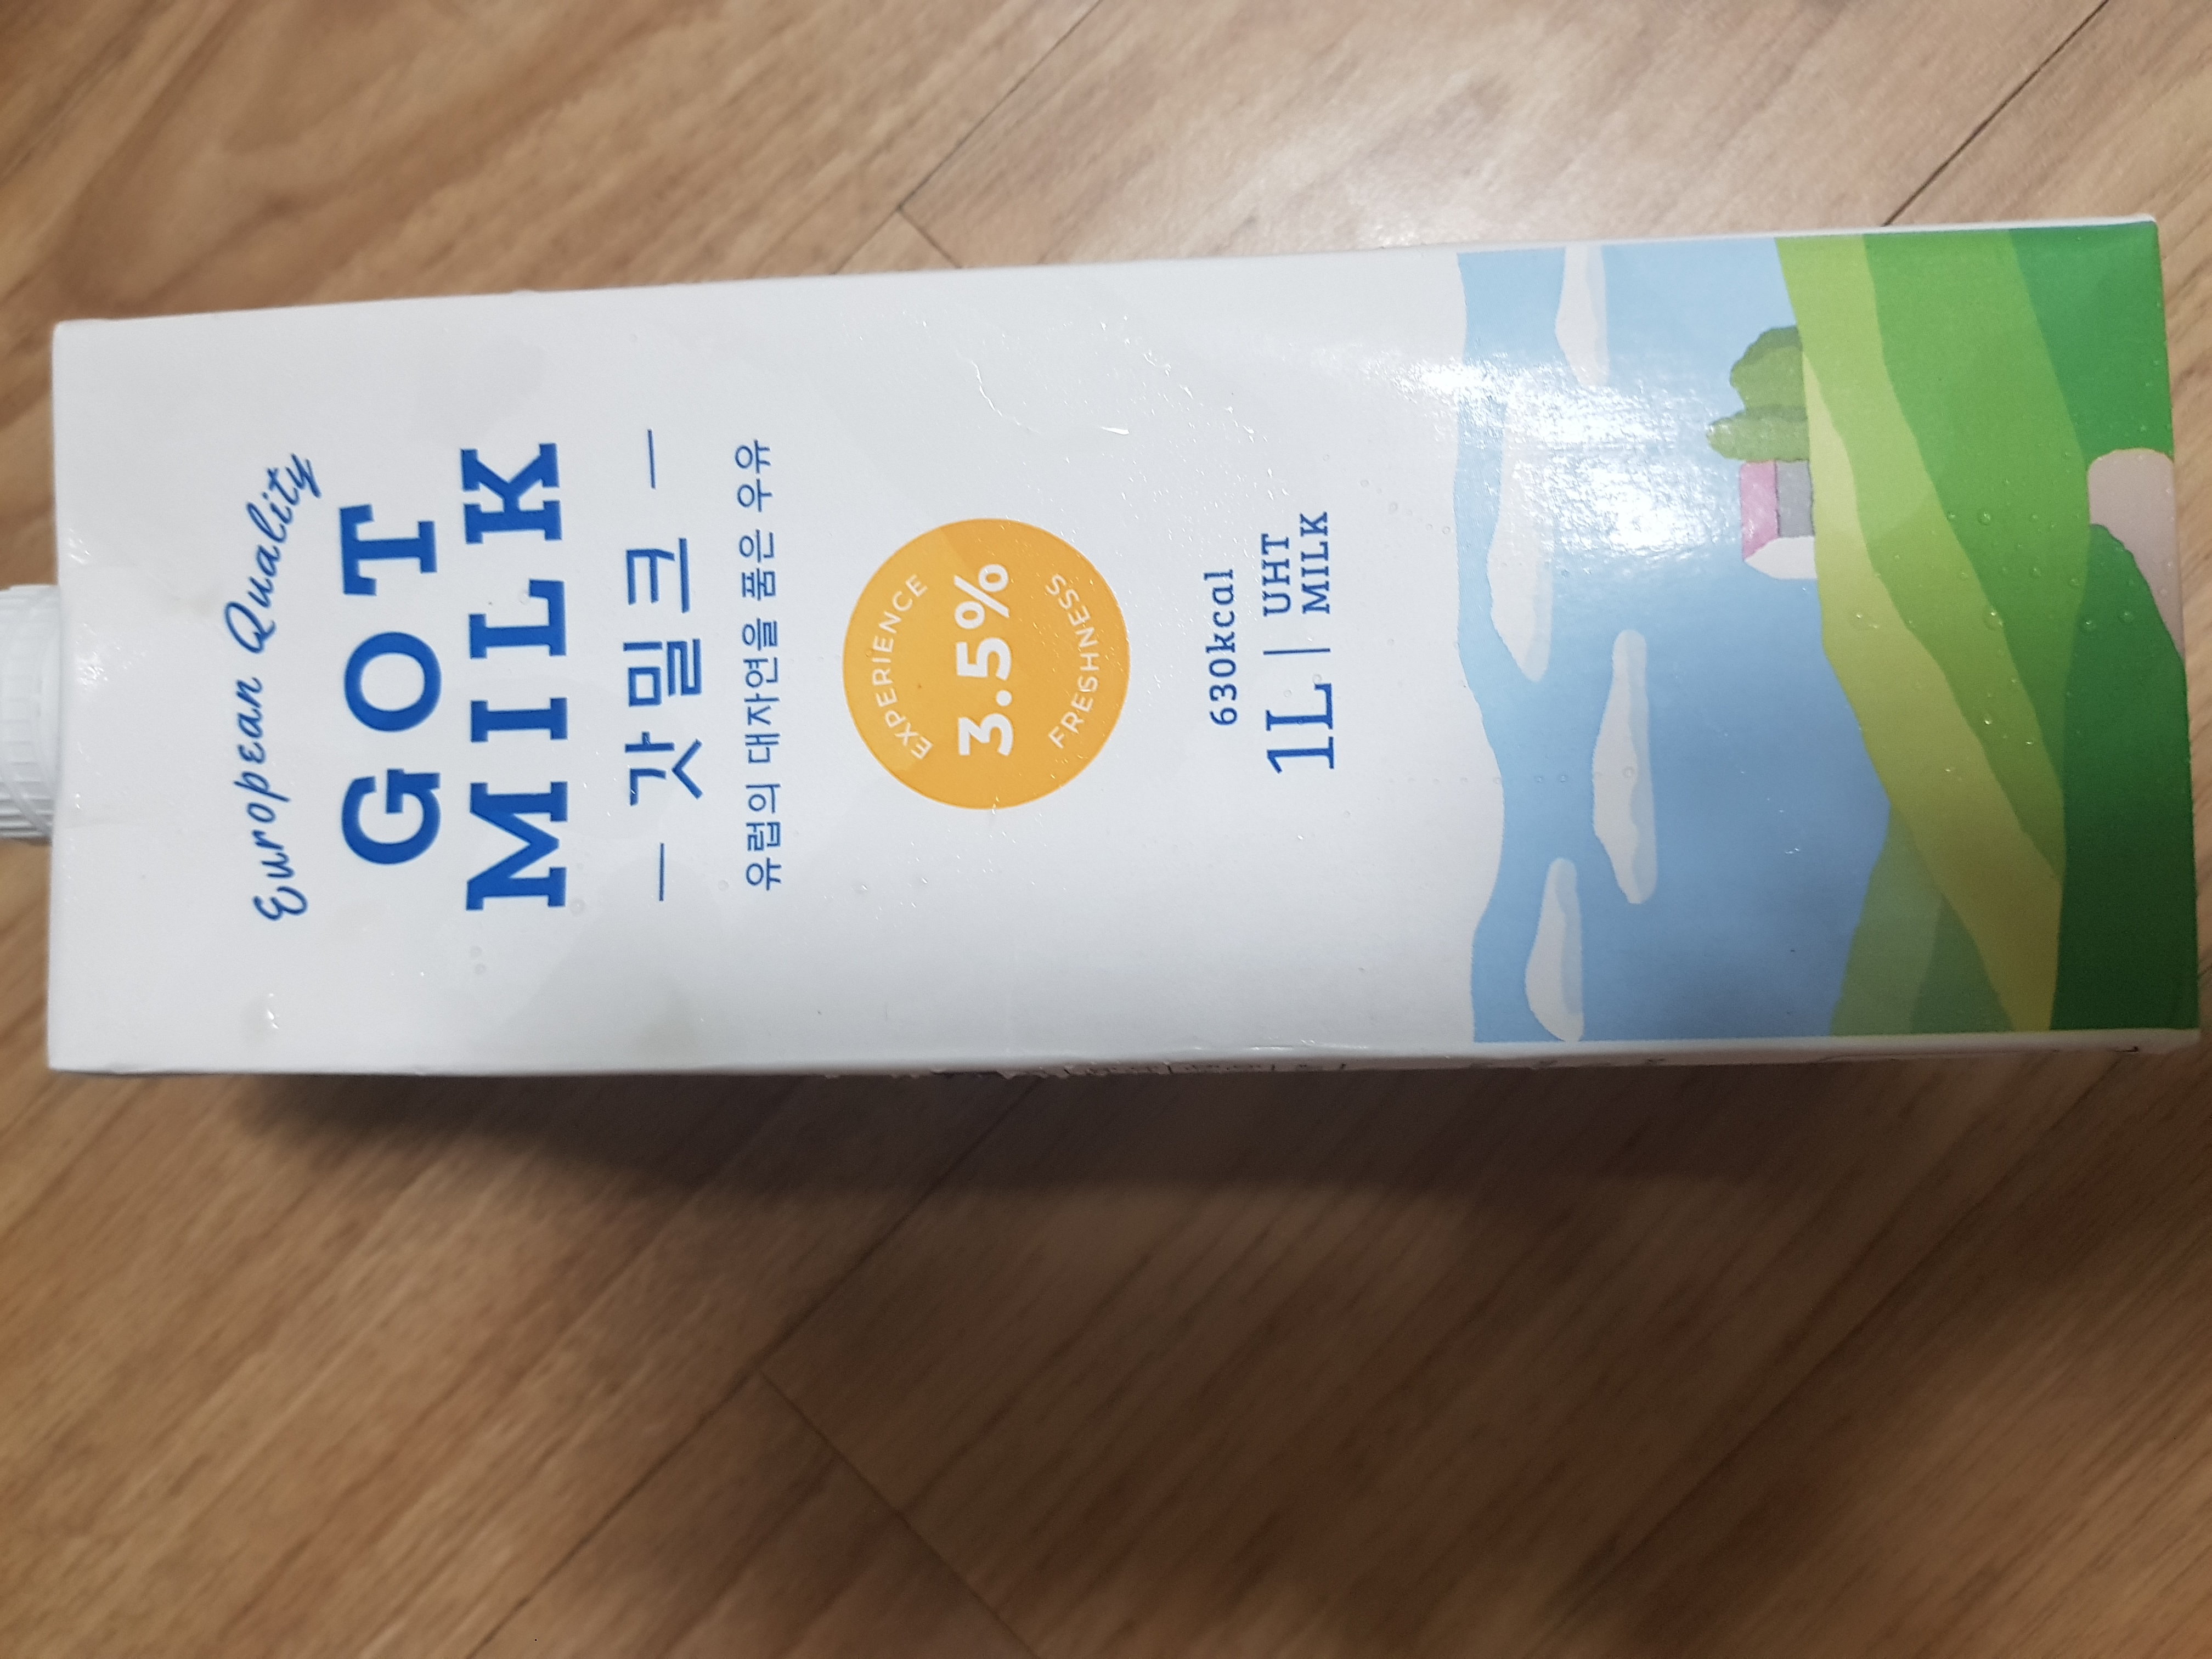 European Quality
GOT
MILK
갓밀크
유럽의 대자연을 품은 우유
EXPERIENCE
3.5%
FRESHNESS
630kcal
1L | UHT
MILK